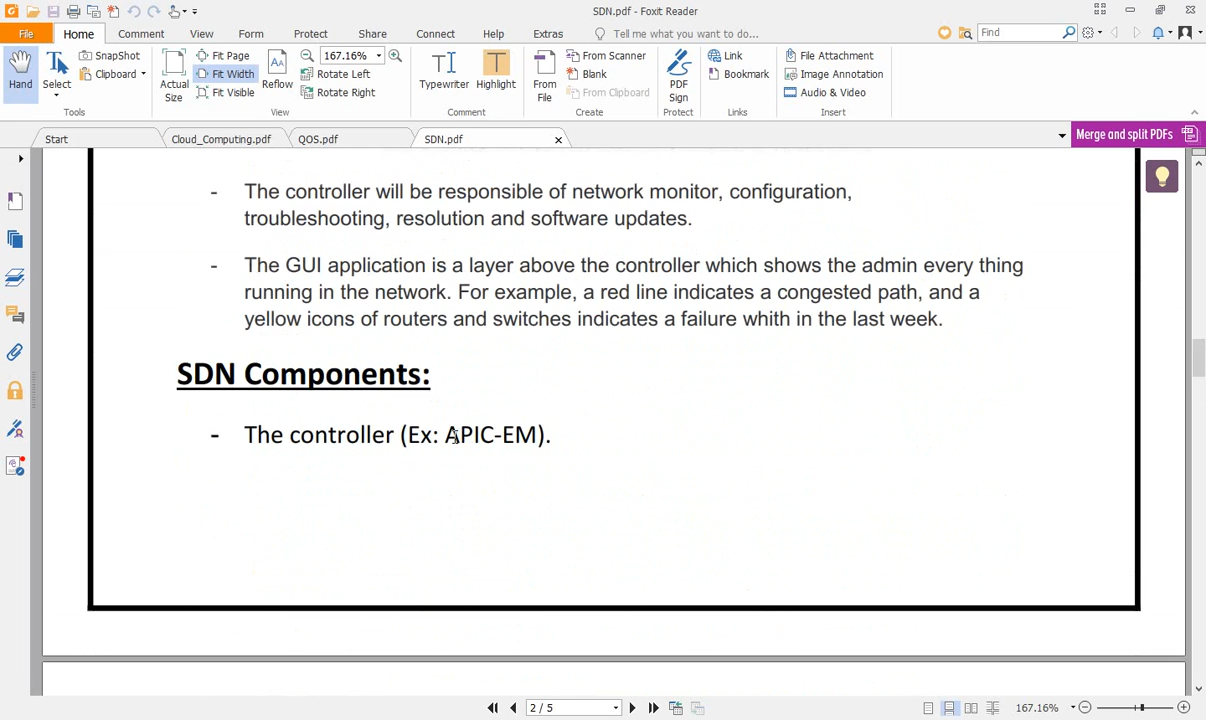 SDN.pdf - Foxit Reader
File Home Comment View Form Protect Share Connect Help Extras Tell me what you want to do... Find
Hand Select SnapShot Clipboard Actual Size Fit Page Fit Width Fit Visible Reflow 167.16% Rotate Left Rotate Right Typewriter Highlight From File From Scanner Blank From Clipboard PDF Sign Link Bookmark File Attachment Image Annotation Audio & Video
Tools View Comment Create Protect Links Insert
Start Cloud_Computing.pdf QOS.pdf SDN.pdf Merge and split PDFs
- The controller will be responsible of network monitor, configuration,
troubleshooting, resolution and software updates.
- The GUI application is a layer above the controller which shows the admin every thing
running in the network. For example, a red line indicates a congested path, and a
yellow icons of routers and switches indicates a failure whith in the last week.
SDN Components:
- The controller (Ex: APIC-EM).
2 / 5 167.16%